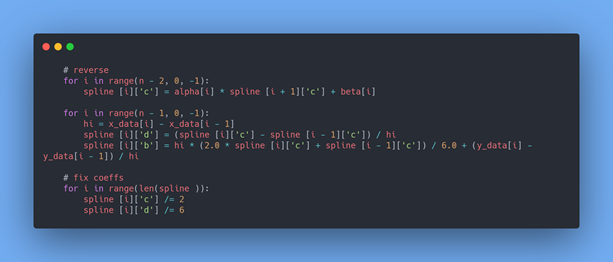 # reverse
    for i in range(n - 2, 0, -1):
        spline [i]['c'] = alpha[i] * spline [i + 1]['c'] + beta[i]

    for i in range(n - 1, 0, -1):
        hi = x_data[i] - x_data[i - 1]
        spline [i]['d'] = (spline [i]['c'] - spline [i - 1]['c']) / hi
        spline [i]['b'] = hi * (2.0 * spline [i]['c'] + spline [i - 1]['c']) / 6.0 + (y_data[i] -
y_data[i - 1]) / hi

    # fix coeffs
    for i in range(len(spline )):
        spline [i]['c'] /= 2
        spline [i]['d'] /= 6